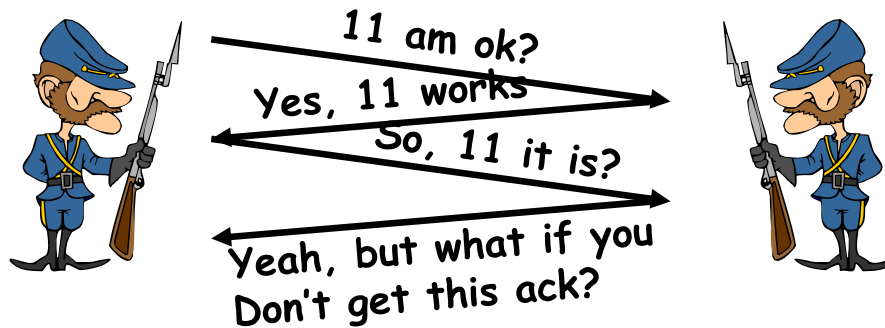 11 am ok?
Yes, 11 works
So, 11 it is?
Yeah, but what if you
Don't get this ack?